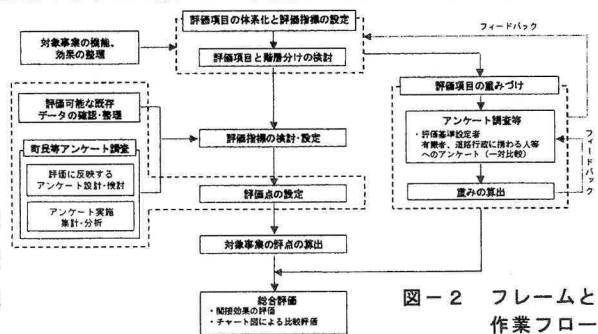 評価項目の体系化と評価指標の設定
フィードバック
対象事業の機能、
効果の整理
評価項目と階層分けの検討
評価項目の重みづけ
評価可能な既存
データの確認・整理
アンケート調査等
・評価基準設定者
有識者、道路行政に携わる人等
へのアンケート（一対比較）
フィードバック
町民等アンケート調査
評価指標の検討・設定
評価に反映する
アンケート設計・検討
評価点の設定
重みの算出
アンケート実施
集計・分析
対象事業の評点の算出
総合評価
・間接効果の評価
・チャート図による比較評価
図－2 フレームと
作業フロー